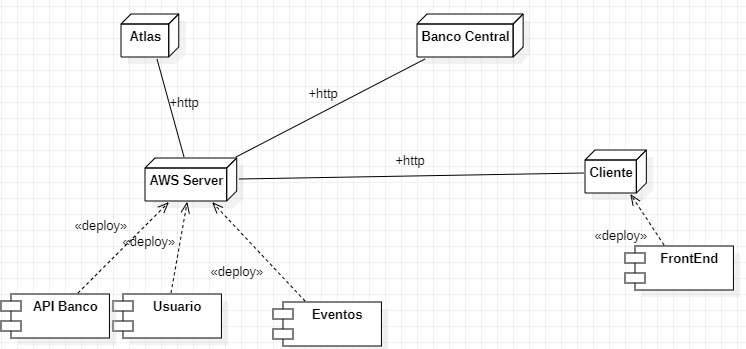 Atlas
Banco Central
+http
+http
AWS Server
+http
Cliente
«deploy»
«deploy»
«deploy»
«deploy»
API Banco
Usuario
Eventos
FrontEnd